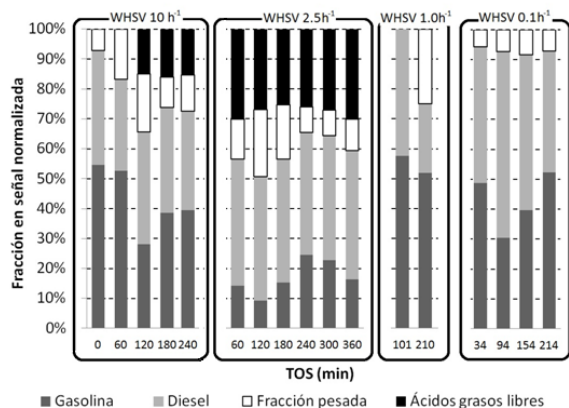 WHSV 10 h⁻¹ WHSV 2.5h⁻¹ WHSV 1.0h⁻¹ WHSV 0.1h⁻¹
Fracción en señal normalizada
100%
90%
80%
70%
60%
50%
40%
30%
20%
10%
0%
0 60 120 180 240 60 120 180 240 300 360 101 210 34 94 154 214
TOS (min)
Gasolina Diesel Fracción pesada Ácidos grasos libres